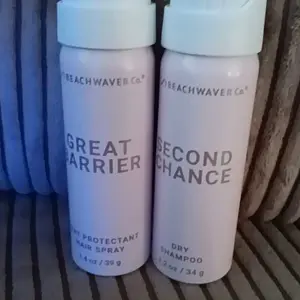 BEACHWAVER Co.®
GREAT
BARRIER
PROTECTANT
HAIR SPRAY
1.4 oz / 39 g
BEACHWAVER Co.®
SECOND
CHANCE
DRY
SHAMPOO
1.2 oz / 34 g